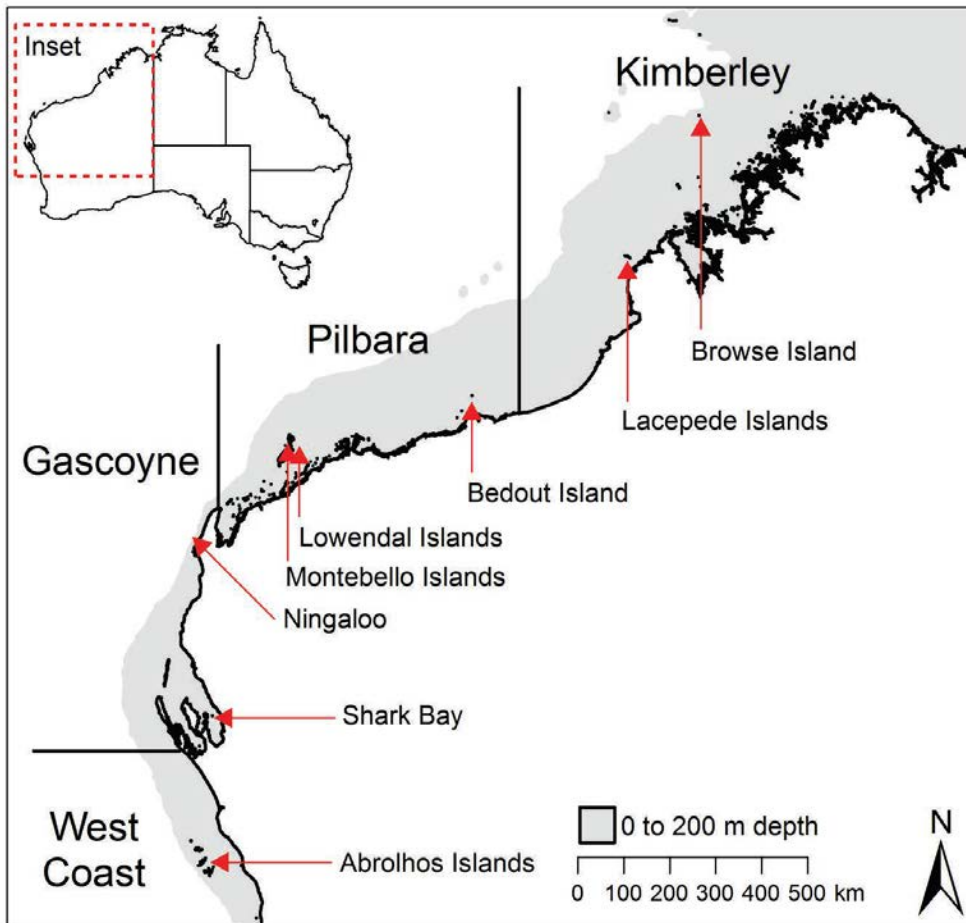 Inset
Kimberley
Pilbara
Browse Island
Lacepede Islands
Gascoyne
Bedout Island
Lowendal Islands
Montebello Islands
Ningaloo
Shark Bay
West
Coast
Abrolhos Islands
0 to 200 m depth
0 100 200 300 400 500 km
N